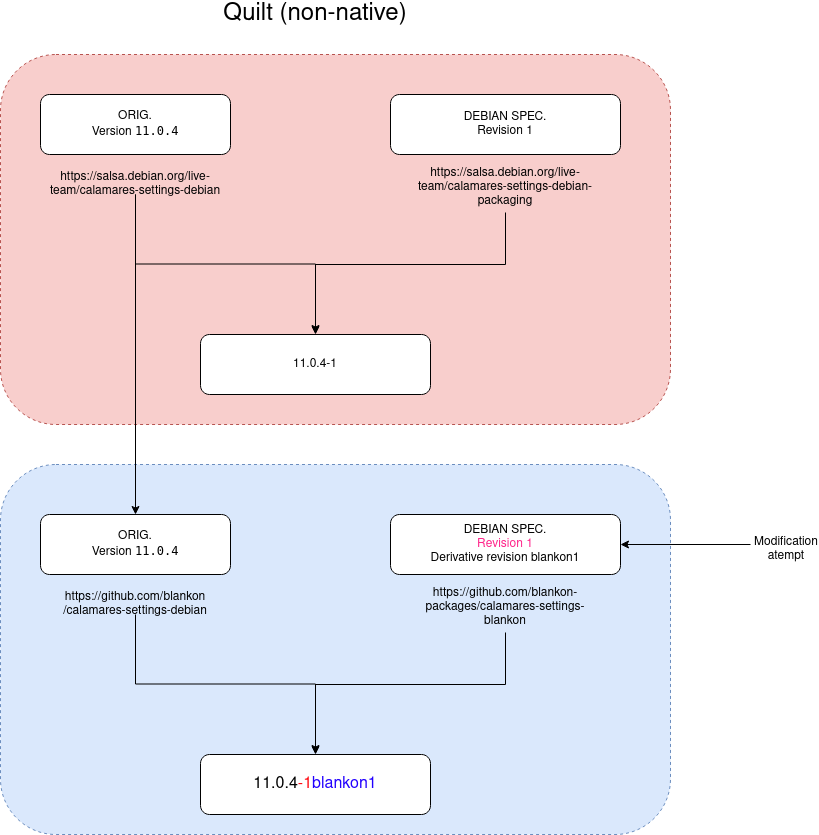 Quilt (non-native)
ORIG.
Version 11.0.4
DEBIAN SPEC.
Revision 1
https://salsa.debian.org/live-
team/calamares-settings-debian
https://salsa.debian.org/live-
team/calamares-settings-debian-
packaging
11.0.4-1
ORIG.
Version 11.0.4
DEBIAN SPEC.
Revision 1
Derivative revision blankon1
Modification
atempt
https://github.com/blankon
/calamares-settings-debian
https://github.com/blankon-
packages/calamares-settings-
blankon
11.0.4-1blankon1